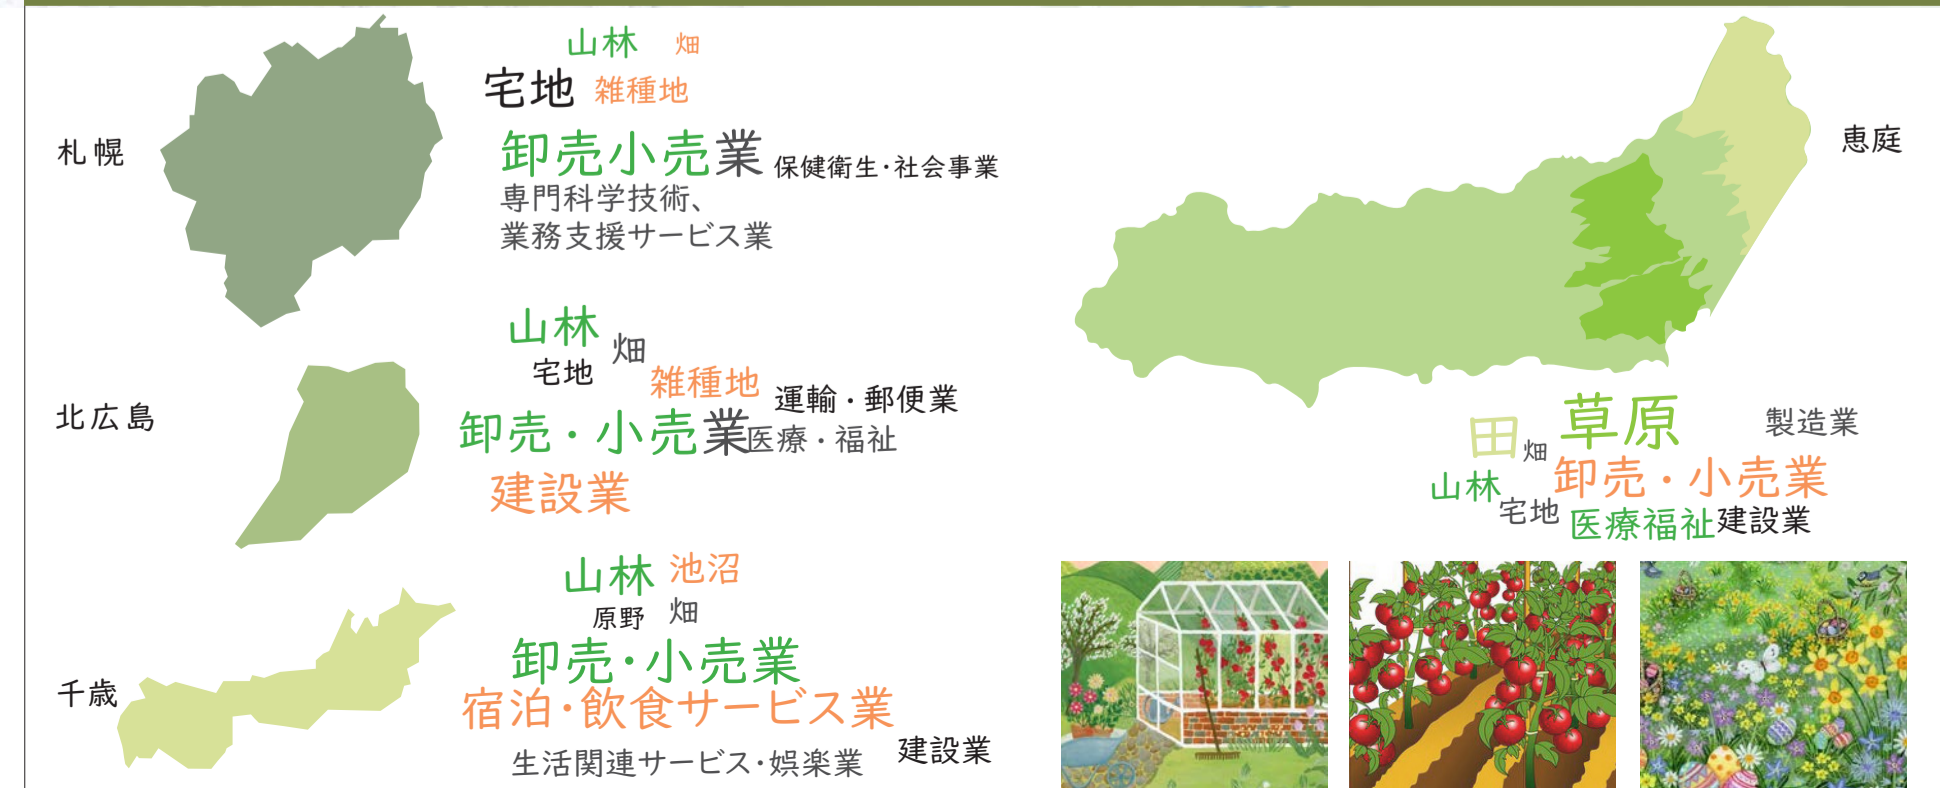 札幌
山林 畑
宅地 雑種地
卸売小売業 保健衛生・社会事業
専門科学技術、
業務支援サービス業
北広島
山林
畑
宅地
雑種地
運輸・郵便業
卸売・小売業
医療・福祉
建設業
千歳
山林 池沼
原野 畑
卸売・小売業
宿泊・飲食サービス業
生活関連サービス・娯楽業
建設業
恵庭
田 畑 草原
製造業
山林
卸売・小売業
宅地
医療福祉 建設業